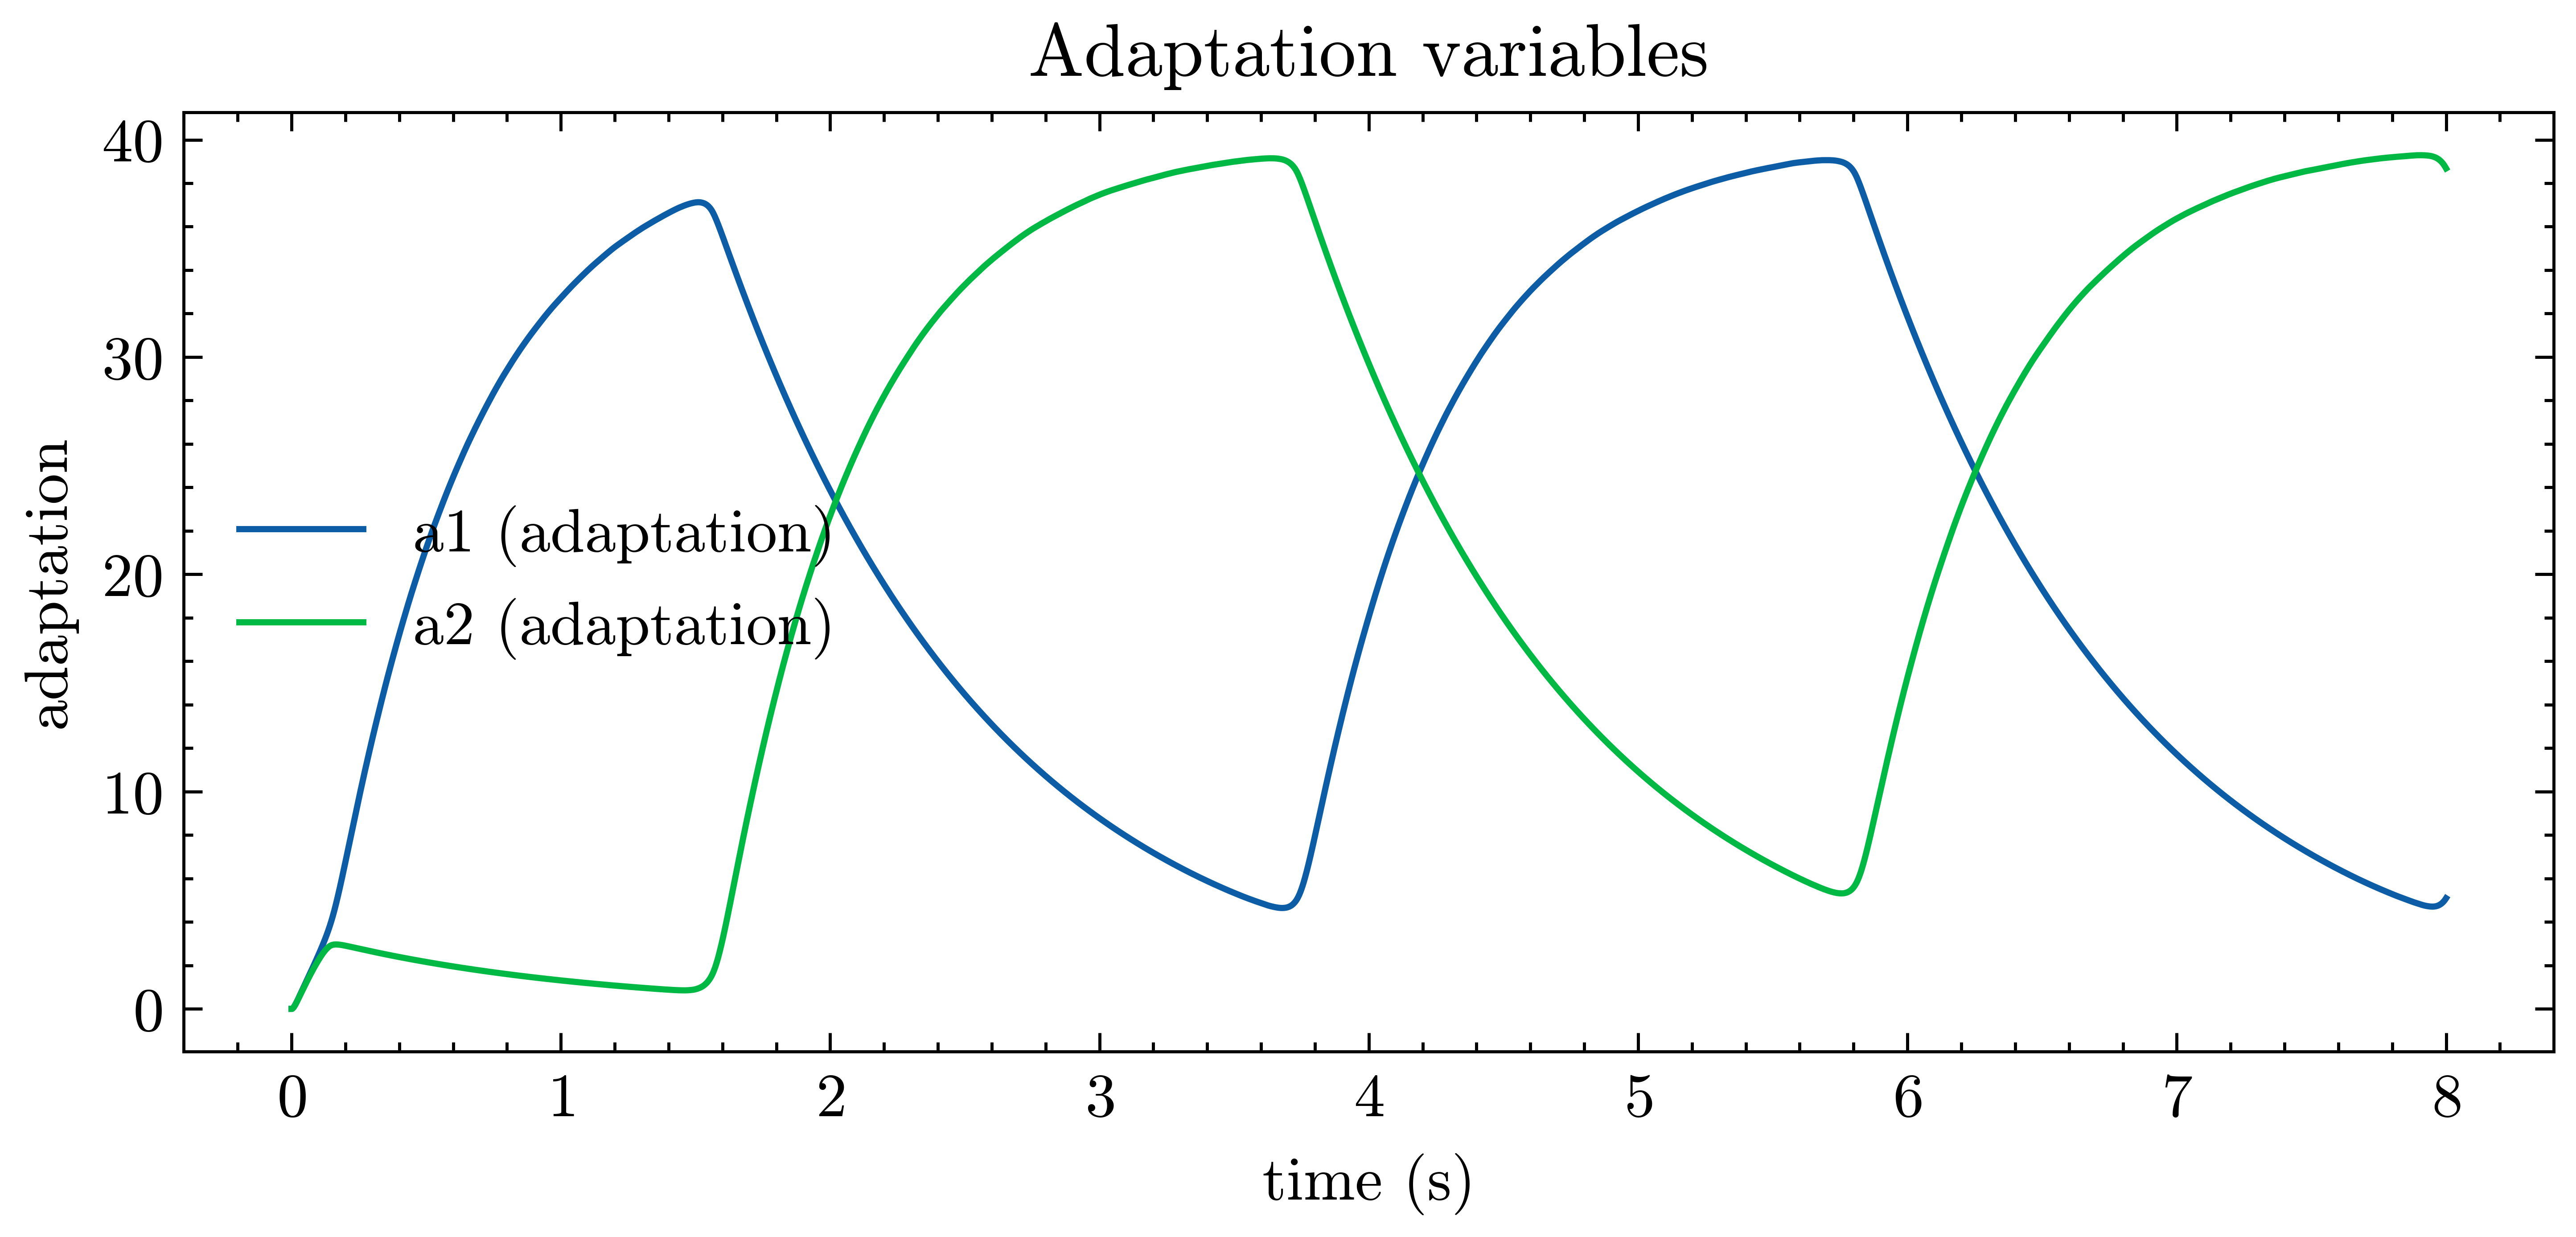 Adaptation variables
40
30
20
10
0
adaptation
a1 (adaptation)
a2 (adaptation)
0 1 2 3 4 5 6 7 8
time (s)